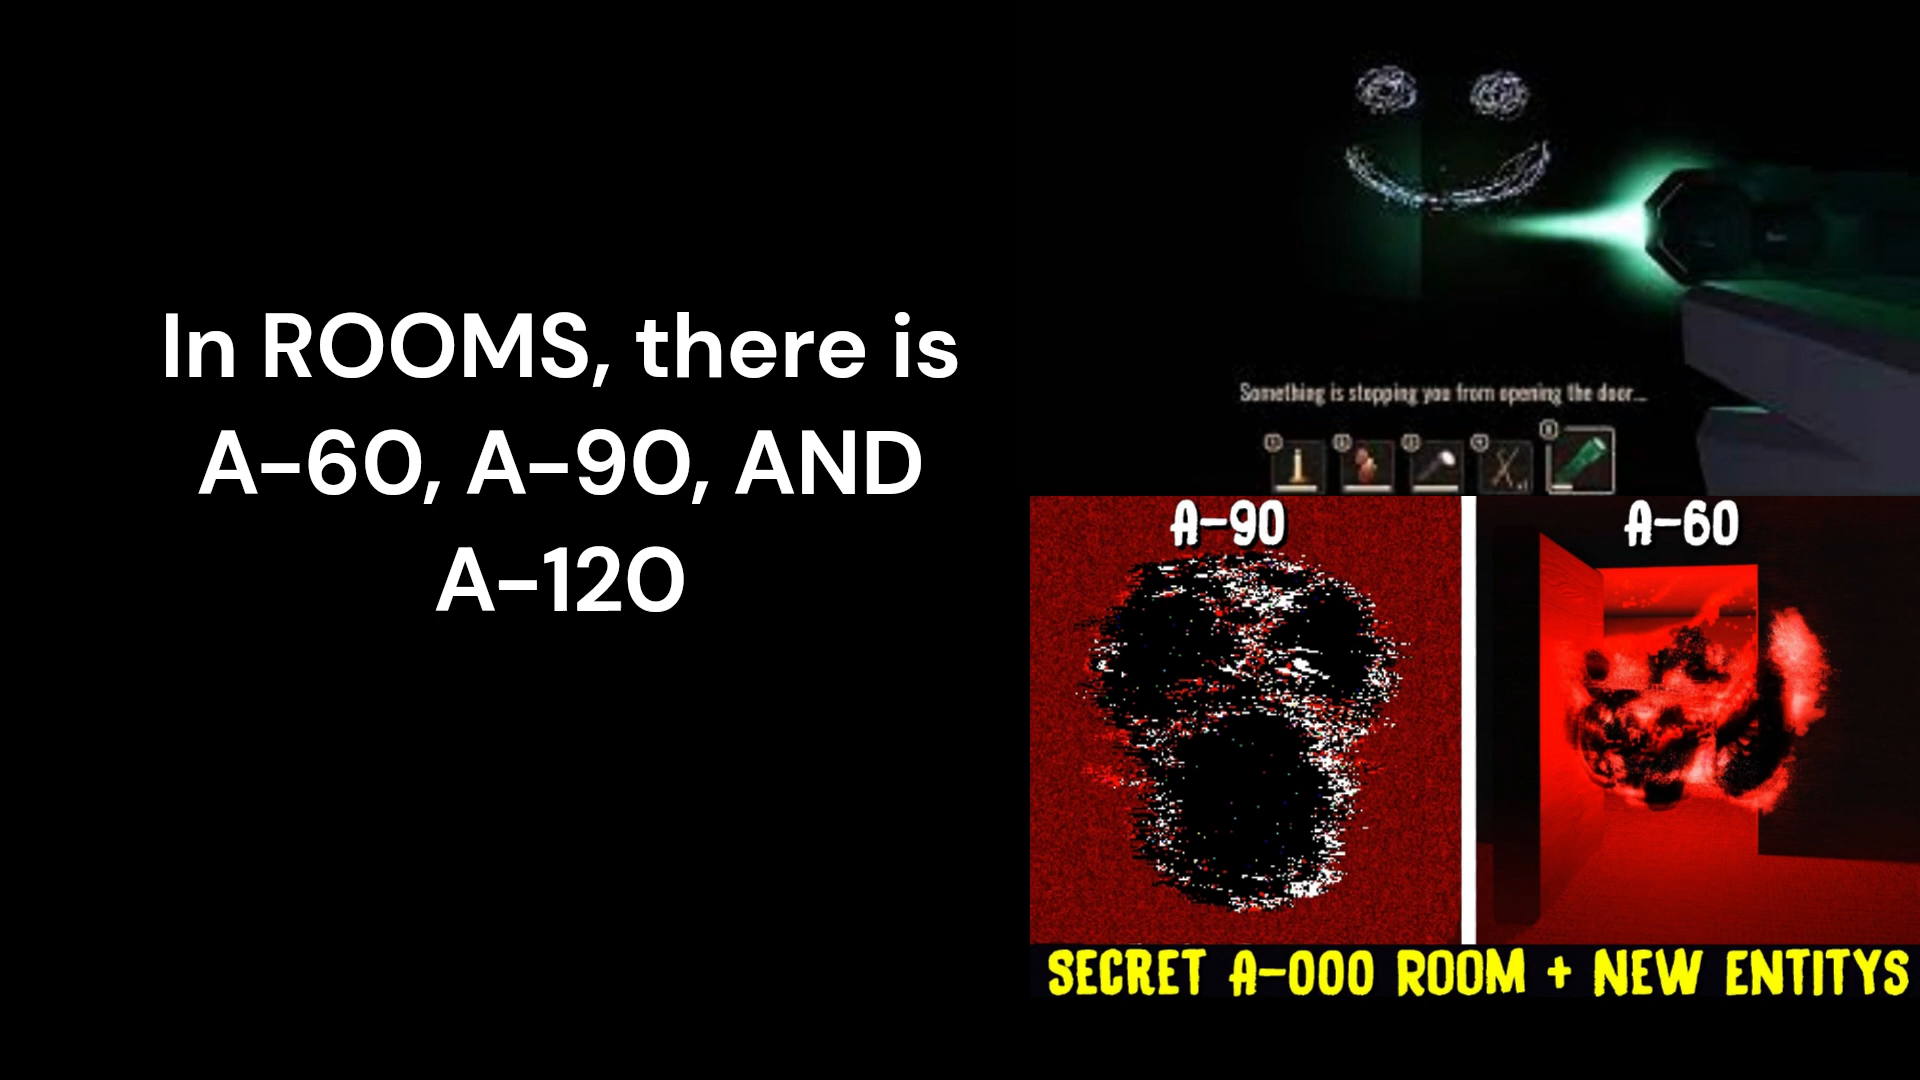 In ROOMS, there is
A-60, A-90, AND
A-120
Something is stopping you from opening the door...
A-90
A-60
SECRET A-000 ROOM + NEW ENTITYS